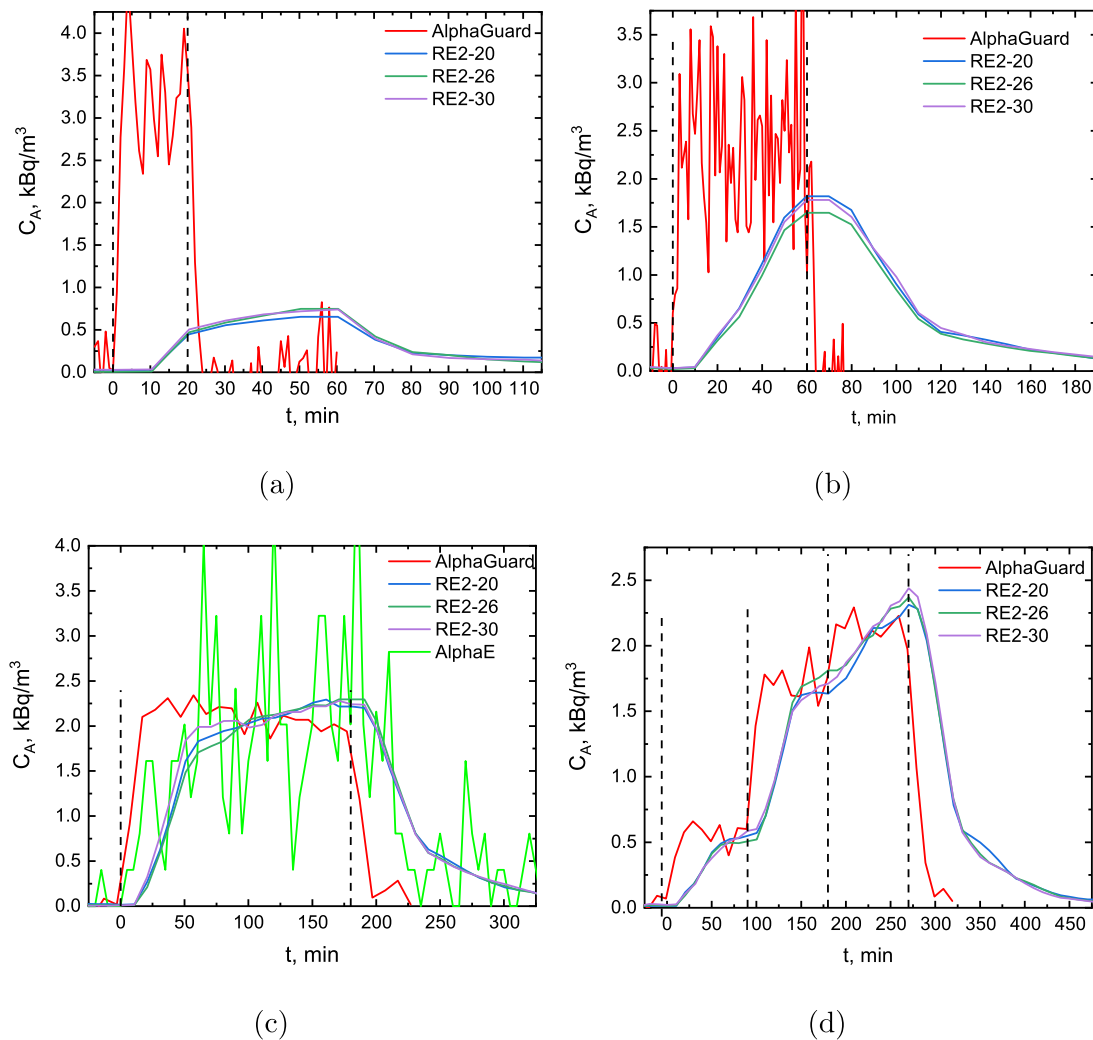 AlphaGuard
RE2-20
RE2-26
RE2-30
C_A, kBq/m³
4.0
3.5
3.0
2.5
2.0
1.5
1.0
0.5
0.0
0 10 20 30 40 50 60 70 80 90 100 110
t, min
(a)
AlphaGuard
RE2-20
RE2-26
RE2-30
C_A, kBq/m³
3.5
3.0
2.5
2.0
1.5
1.0
0.5
0.0
0 20 40 60 80 100 120 140 160 180
t, min
(b)
AlphaGuard
RE2-20
RE2-26
RE2-30
AlphaE
C_A, kBq/m³
4.0
3.5
3.0
2.5
2.0
1.5
1.0
0.5
0.0
0 50 100 150 200 250 300
t, min
(c)
AlphaGuard
RE2-20
RE2-26
RE2-30
C_A, kBq/m³
2.5
2.0
1.5
1.0
0.5
0.0
0 50 100 150 200 250 300 350 400 450
t, min
(d)